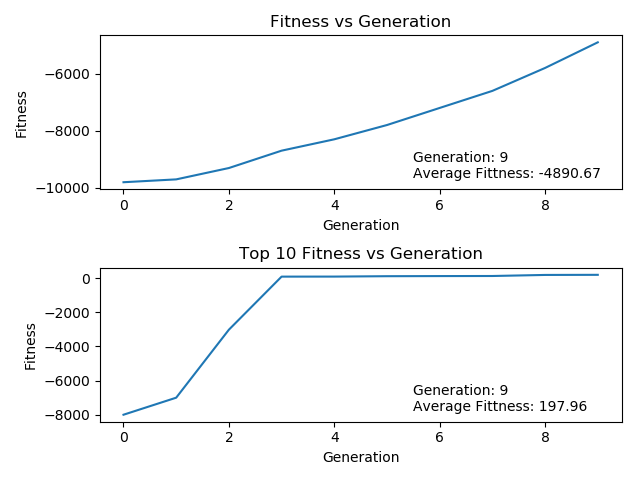 Fitness vs Generation
Fitness
−6000
−8000
−10000
Generation: 9
Average Fittness: -4890.67
0 2 4 6 8
Generation
Top 10 Fitness vs Generation
Fitness
0
−2000
−4000
−6000
−8000
Generation: 9
Average Fittness: 197.96
0 2 4 6 8
Generation